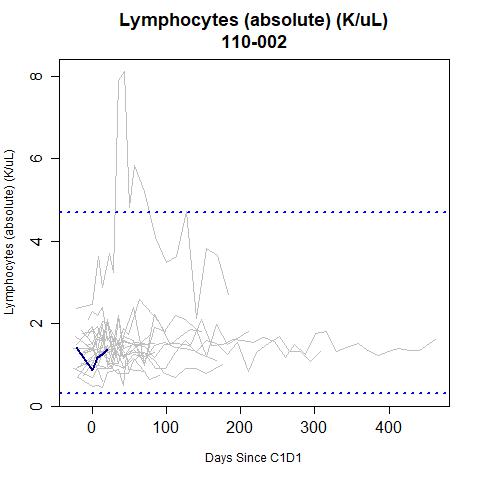 Lymphocytes (absolute) (K/uL)
110-002
Lymphocytes (absolute) (K/uL)
8
6
4
2
0
0 100 200 300 400
Days Since C1D1